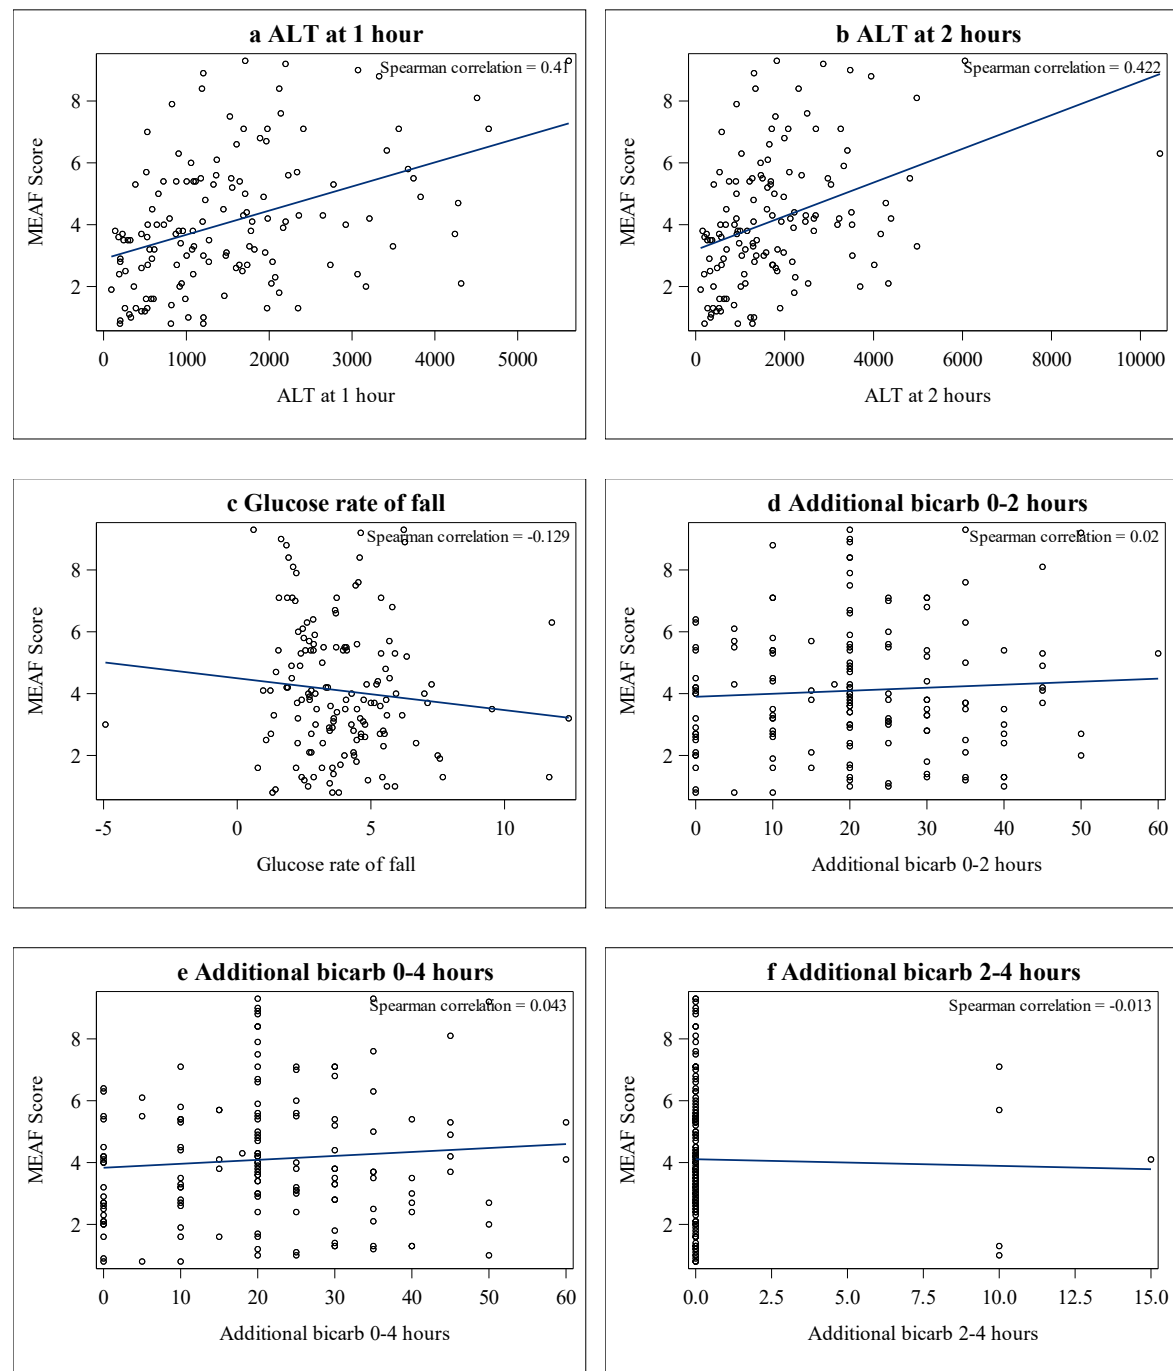 a ALT at 1 hour
Spearman correlation = 0.41
MEAF Score
8
6
4
2
0 1000 2000 3000 4000 5000
ALT at 1 hour
b ALT at 2 hours
Spearman correlation = 0.422
MEAF Score
8
6
4
2
0 2000 4000 6000 8000 10000
ALT at 2 hours
c Glucose rate of fall
Spearman correlation = -0.129
MEAF Score
8
6
4
2
-5 0 5 10
Glucose rate of fall
d Additional bicarb 0-2 hours
Spearman correlation = 0.02
MEAF Score
8
6
4
2
0 10 20 30 40 50 60
Additional bicarb 0-2 hours
e Additional bicarb 0-4 hours
Spearman correlation = 0.043
MEAF Score
8
6
4
2
0 10 20 30 40 50 60
Additional bicarb 0-4 hours
f Additional bicarb 2-4 hours
Spearman correlation = -0.013
MEAF Score
8
6
4
2
0.0 2.5 5.0 7.5 10.0 12.5 15.0
Additional bicarb 2-4 hours